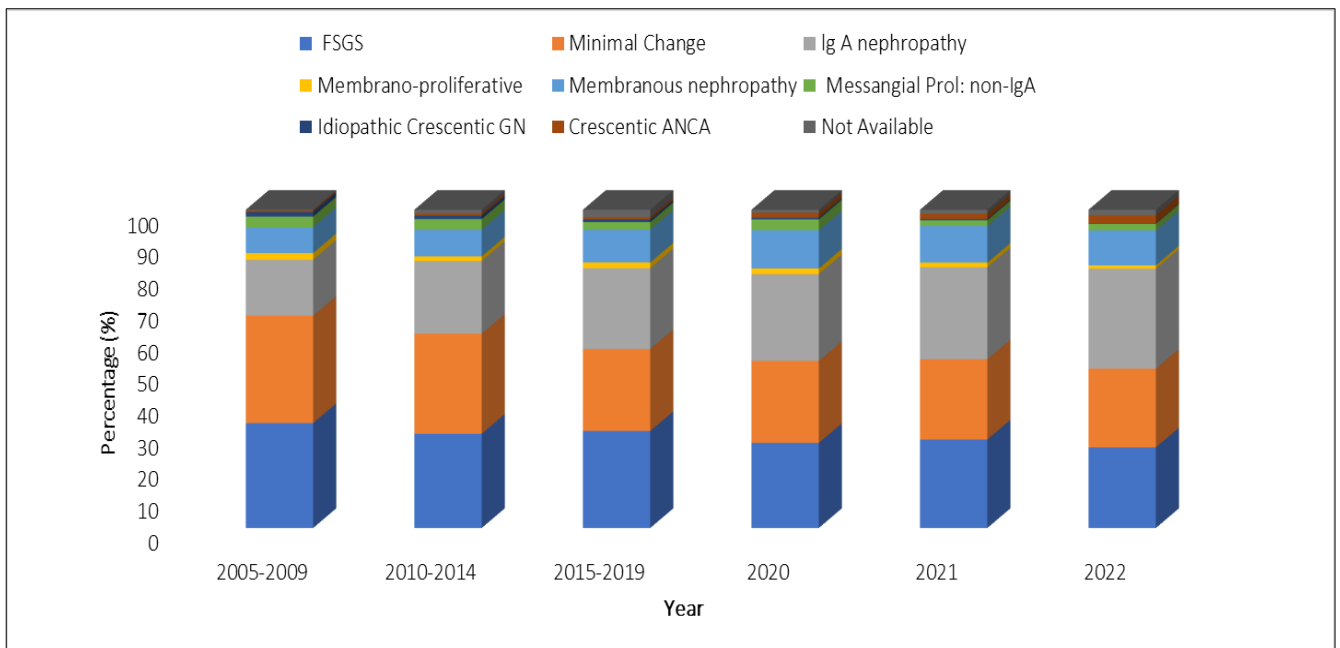 FSGS
Minimal Change
Ig A nephropathy
Membrano-proliferative
Membranous nephropathy
Messangial Prol: non-IgA
Idiopathic Crescentic GN
Crescentic ANCA
Not Available
Percentage (%)
100
90
80
70
60
50
40
30
20
10
0
2005-2009
2010-2014
2015-2019
2020
2021
2022
Year